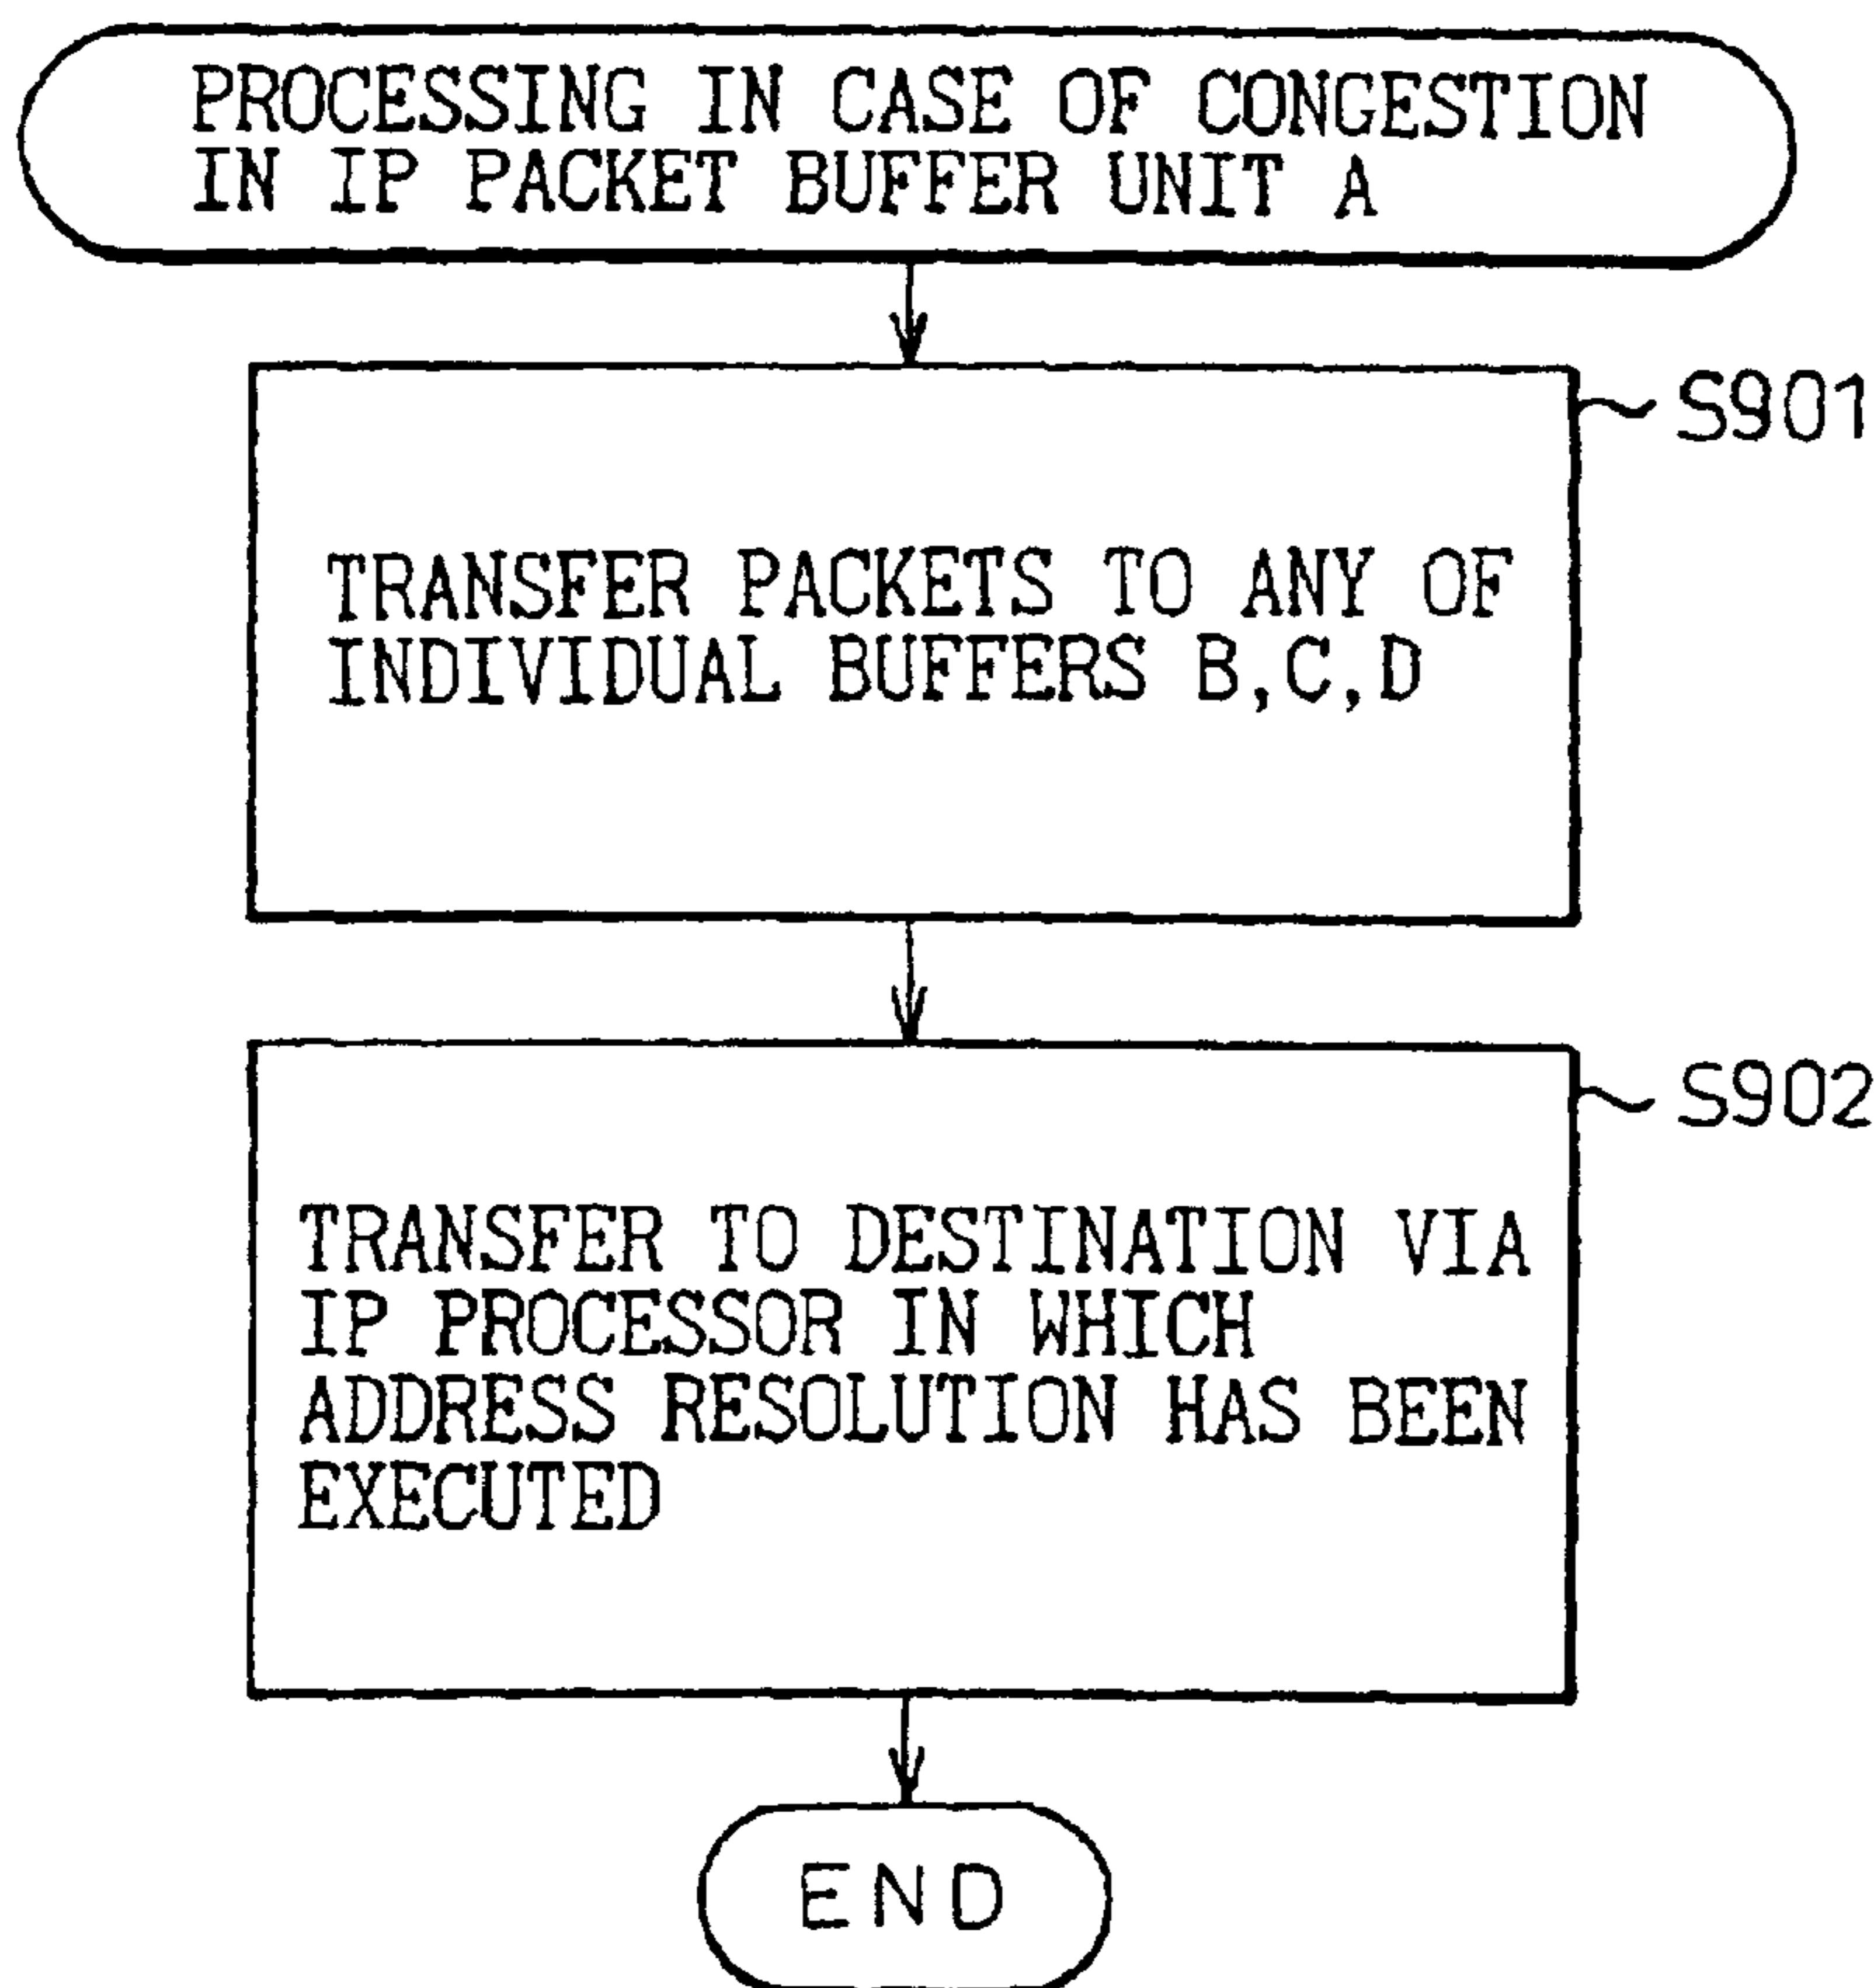 PROCESSING IN CASE OF CONGESTION
IN IP PACKET BUFFER UNIT A
S901
TRANSFER PACKETS TO ANY OF
INDIVIDUAL BUFFERS B,C,D
S902
TRANSFER TO DESTINATION VIA
IP PROCESSOR IN WHICH
ADDRESS RESOLUTION HAS BEEN
EXECUTED
END